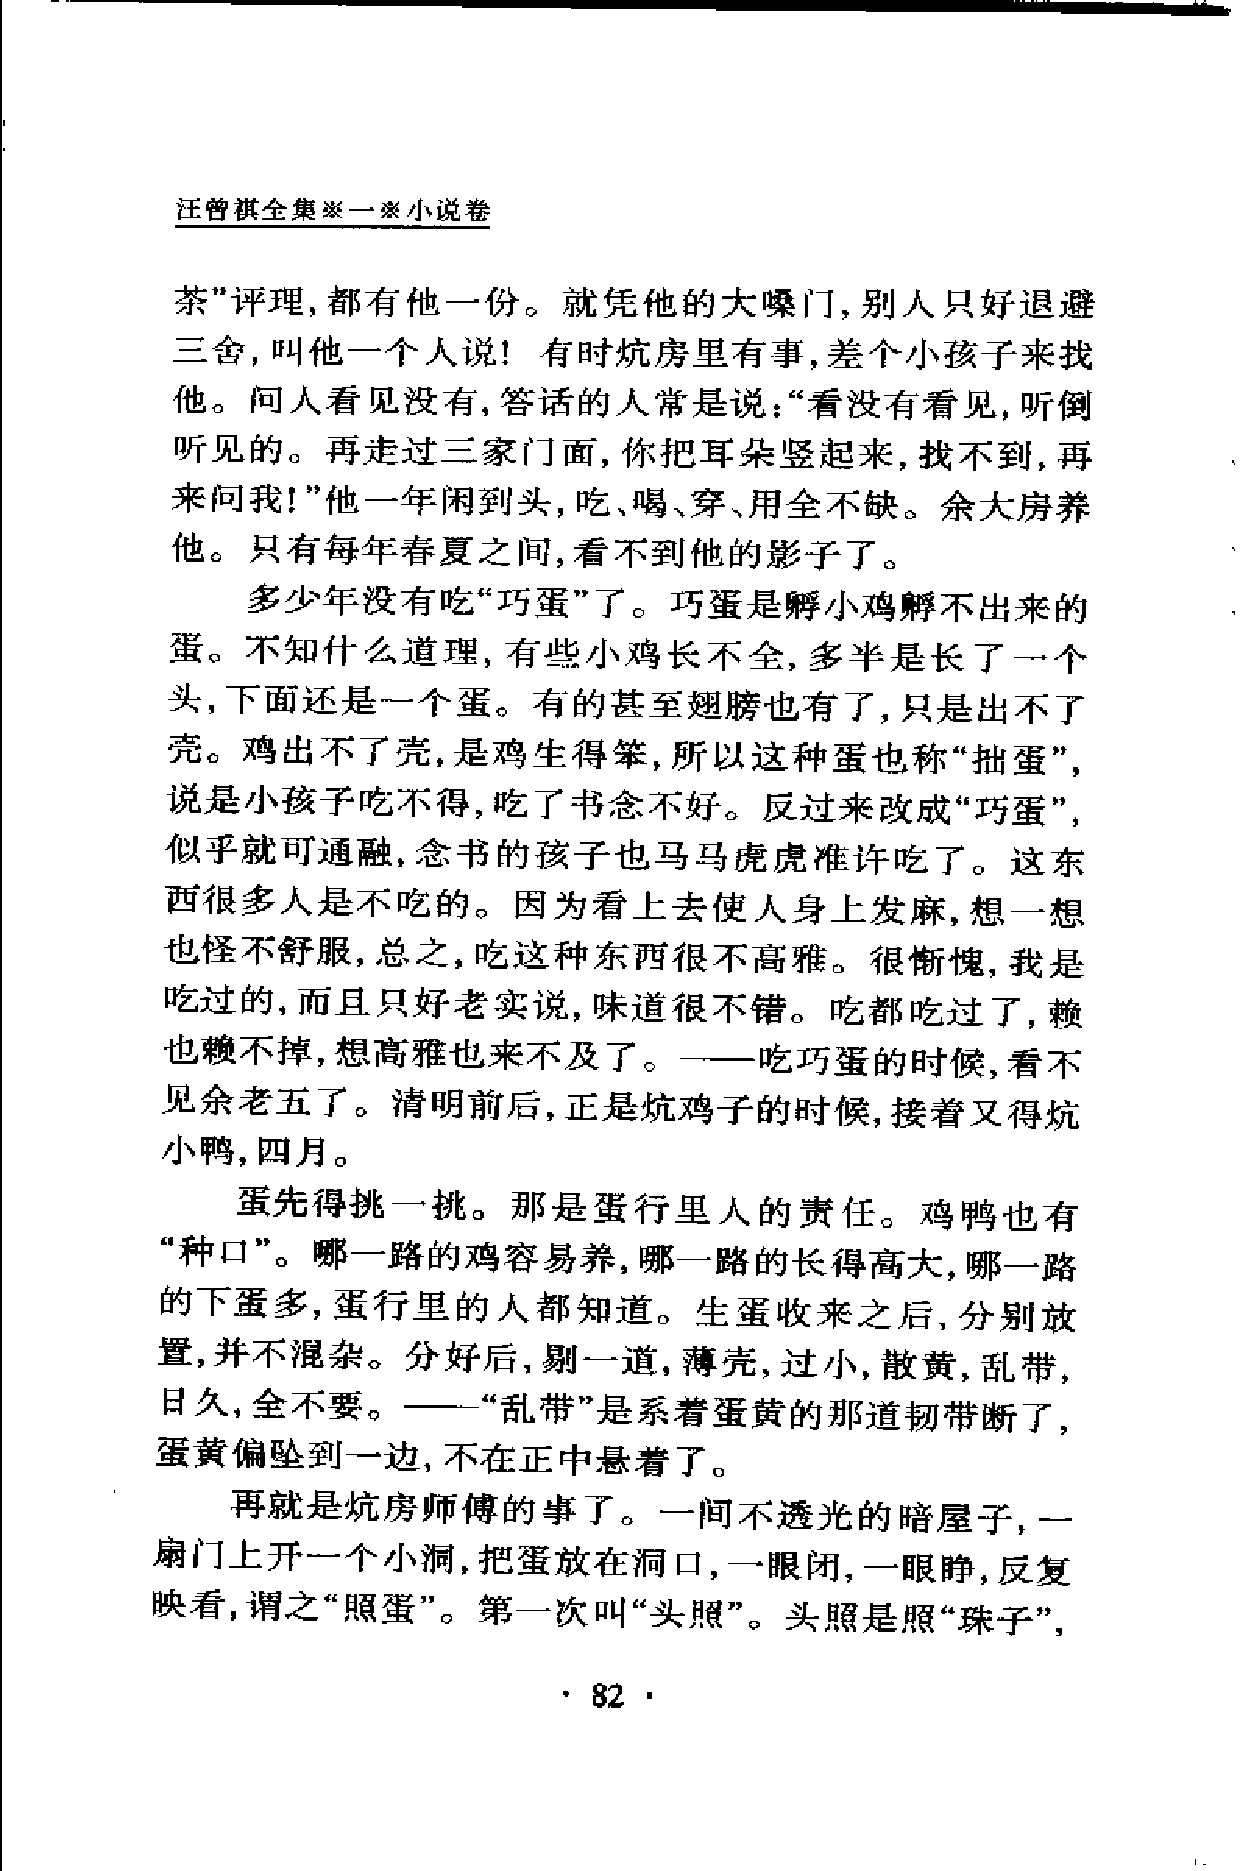 汪曾祺全集※一※小说卷
茶”评理,都有他一份。就凭他的大嗓门,别人只好退避
三舍,叫他一个人说! 有时炕房里有事,差个小孩子来找
他。问人看见没有,答话的人常是说:“看没有看见,听倒
听见的。再走过三家门面,你把耳朵竖起来,找不到,再
来问我!”他一年闲到头,吃、喝、穿、用全不缺。余大房养
他。只有每年春夏之间,看不到他的影子了。
多少年没有吃“巧蛋”了。巧蛋是孵小鸡孵不出来的
蛋。不知什么道理,有些小鸡长不全,多半是长了一个
头,下面还是一个蛋。有的甚至翅膀也有了,只是出不了
壳。鸡出不了壳,是鸡生得笨,所以这种蛋也称“拙蛋”,
说是小孩子吃不得,吃了书念不好。反过来改成“巧蛋”,
似乎就可通融,念书的孩子也马马虎虎准许吃了。这东
西很多人是不吃的。因为看上去使人身上发麻,想一想
也怪不舒服,总之,吃这种东西很不高雅。很惭愧,我是
吃过的,而且只好老实说,味道很不错。吃都吃过了,赖
也赖不掉,想高雅也来不及了。——吃巧蛋的时候,看不
见余老五了。清明前后,正是炕鸡子的时候,接着又得炕
小鸭,四月。
蛋先得挑一挑。那是蛋行里人的责任。鸡鸭也有
“种口”。哪一路的鸡容易养,哪一路的长得高大,哪一路
的下蛋多,蛋行里的人都知道。生蛋收来之后,分别放
置,并不混杂。分好后,剔一道,薄壳,过小,散黄,乱带,
日久,全不要。——“乱带”是系着蛋黄的那道韧带断了,
蛋黄偏坠到一边,不在正中悬着了。
再就是炕房师傅的事了。一间不透光的暗屋子,一
扇门上开一个小洞,把蛋放在洞口,一眼闭,一眼睁,反复
映看,谓之“照蛋”。第一次叫“头照”。头照是照“珠子”,
· 82 ·